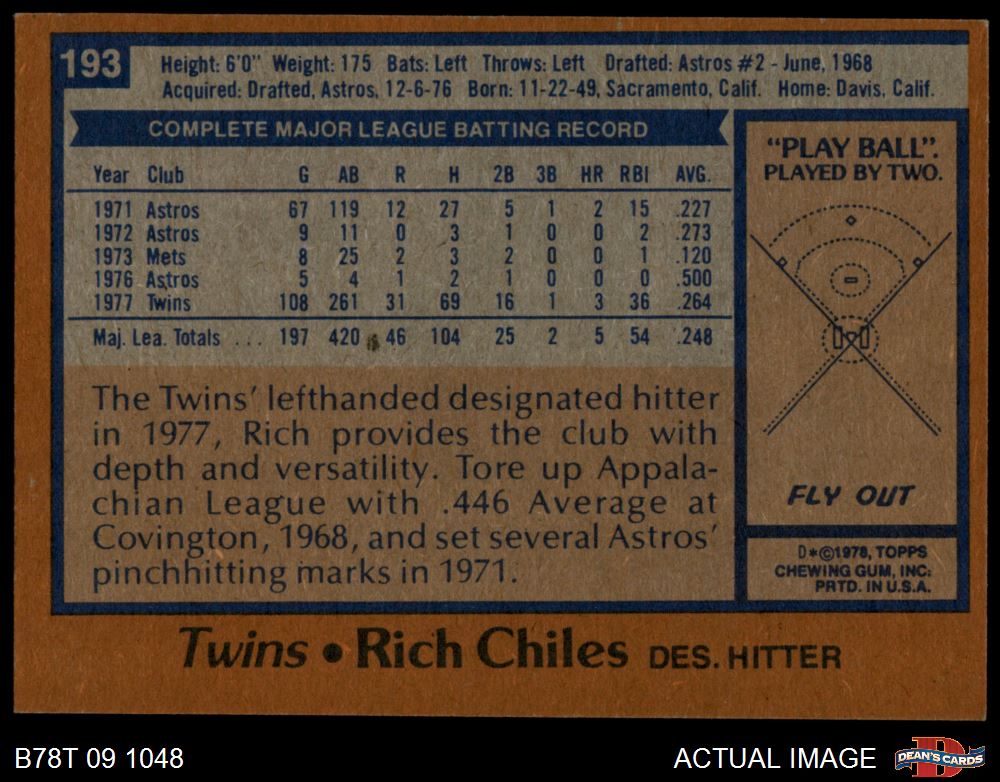 193
Height: 6'0" Weight: 175 Bats: Left Throws: Left Drafted: Astros #2 - June, 1968
Acquired: Drafted, Astros, 12-6-76 Born: 11-22-49, Sacramento, Calif. Home: Davis, Calif.
COMPLETE MAJOR LEAGUE BATTING RECORD
Year Club G AB R H 2B 3B HR RBI AVG.
1971 Astros 67 119 12 27 5 1 2 15 .227
1972 Astros 9 11 0 3 1 0 0 2 .273
1973 Mets 8 25 2 3 2 0 0 1 .120
1976 Astros 5 4 1 2 1 0 0 0 .500
1977 Twins 108 261 31 69 16 1 3 36 .264
Maj. Lea. Totals ... 197 420 46 104 25 2 5 54 .248
The Twins' lefthanded designated hitter
in 1977, Rich provides the club with
depth and versatility. Tore up Appala-
chian League with .446 Average at
Covington, 1968, and set several Astros'
pinchhitting marks in 1971.
"PLAY BALL".
PLAYED BY TWO.
FLY OUT
D*©1978, TOPPS
CHEWING GUM, INC.
PRTD. IN U.S.A.
Twins • Rich Chiles DES. HITTER
B78T 09 1048
ACTUAL IMAGE
D
DEAN'S CARDS